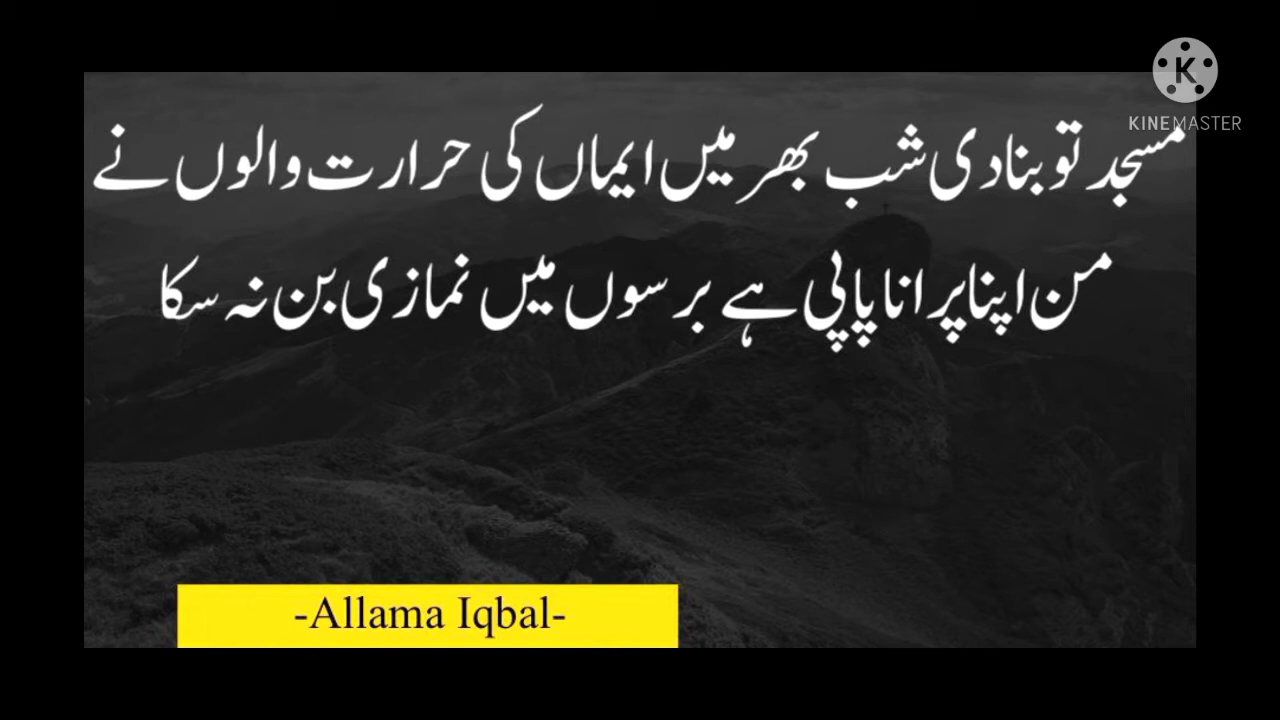 KINEMASTER
مسجد تو بنا دی شب بھر میں ایماں کی حرارت والوں نے
من اپنا پرانا پاپی ہے برسوں میں نمازی بن نہ سکا
-Allama Iqbal-